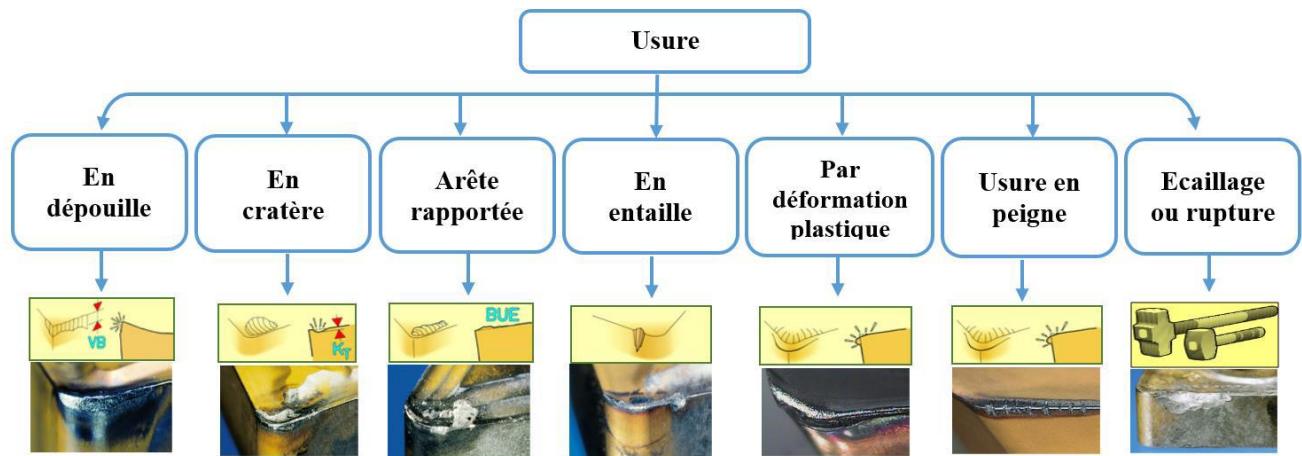 Usure
En
dépouille
En
cratère
Arête
rapportée
En
entaille
Par
déformation
plastique
Usure en
peigne
Ecaillage
ou rupture
VB
KT
BUE